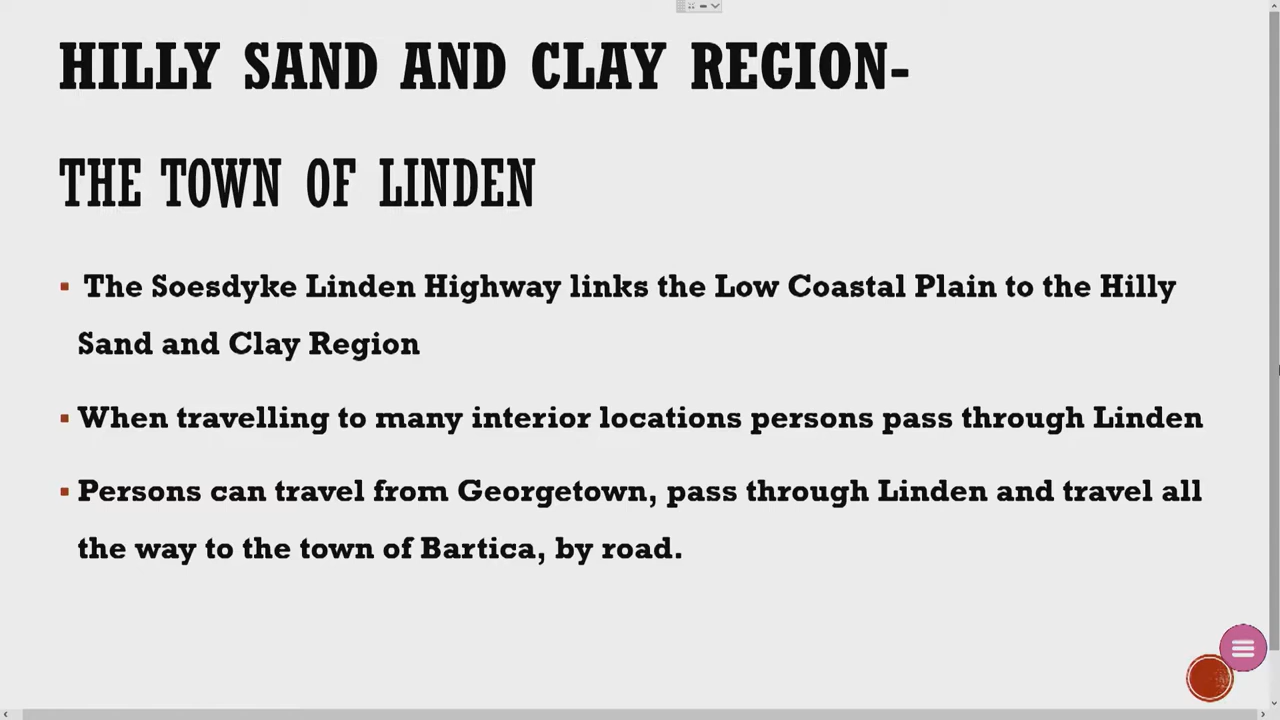 HILLY SAND AND CLAY REGION-
THE TOWN OF LINDEN
▪ The Soesdyke Linden Highway links the Low Coastal Plain to the Hilly
Sand and Clay Region
▪ When travelling to many interior locations persons pass through Linden
▪ Persons can travel from Georgetown, pass through Linden and travel all
the way to the town of Bartica, by road.